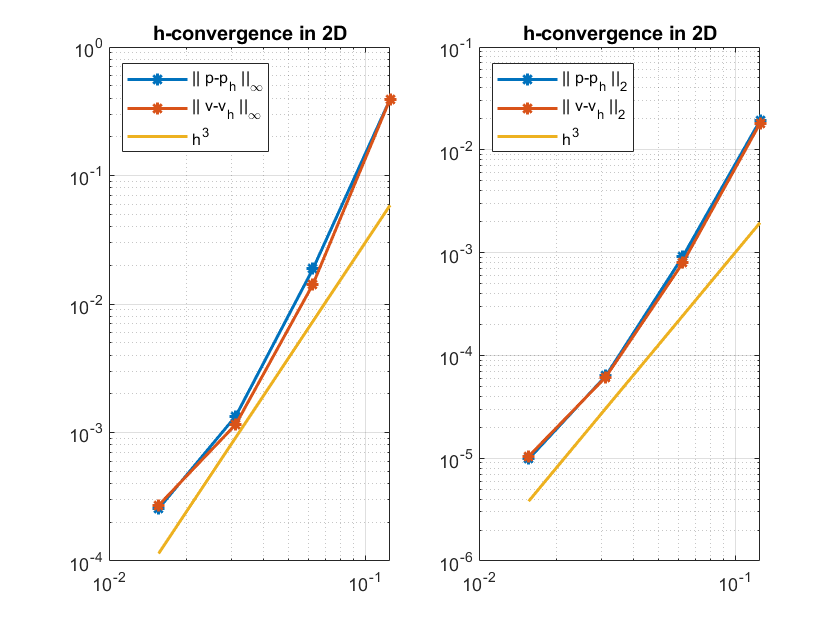 h-convergence in 2D
|| p-p_h ||_∞
|| v-v_h ||_∞
h^3
10^0
10^-1
10^-2
10^-3
10^-4
10^-2
10^-1
h-convergence in 2D
|| p-p_h ||_2
|| v-v_h ||_2
h^3
10^-1
10^-2
10^-3
10^-4
10^-5
10^-6
10^-2
10^-1